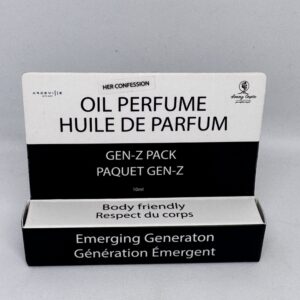 HER CONFESSION
OIL PERFUME
HUILE DE PARFUM
GEN-Z PACK
PAQUET GEN-Z
10ml
Body friendly
Respect du corps
Emerging Generaton
Génération Émergent